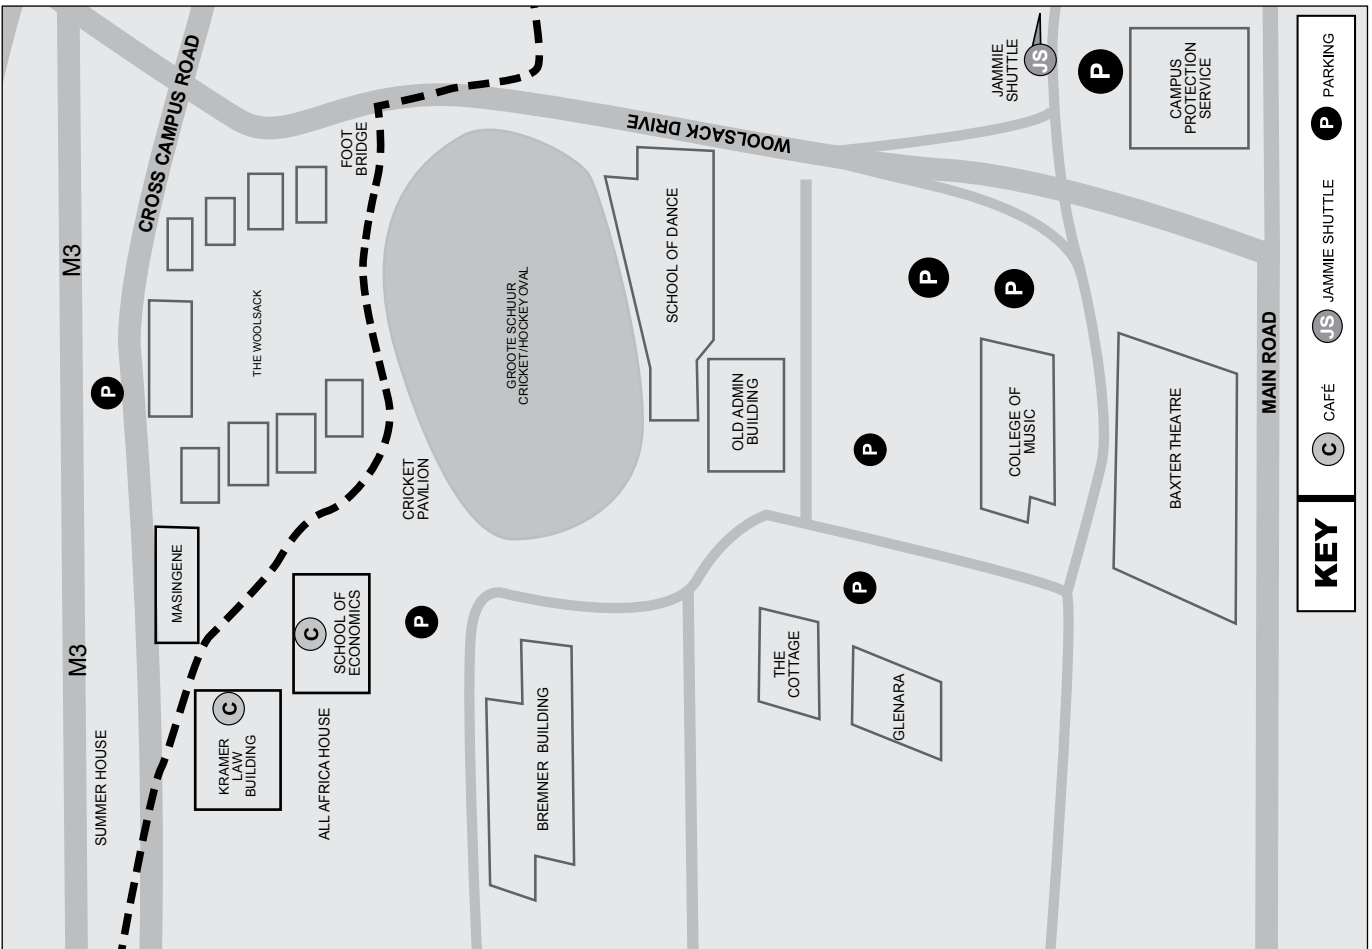 M3
CROSS CAMPUS ROAD
FOOT
BRIDGE
THE WOOLSACK
P
MASINGENE
M3
SUMMER HOUSE
C
KRAMER
LAW
BUILDING
C
SCHOOL OF
ECONOMICS
ALL AFRICA HOUSE
P
CRICKET
PAVILION
GROOTE SCHUUR
CRICKET/HOCKEY OVAL
BREMNER BUILDING
WOOLSACK DRIVE
SCHOOL OF DANCE
OLD ADMIN
BUILDING
P
P
P
P
THE
COTTAGE
GLENARA
COLLEGE OF
MUSIC
JAMMIE
SHUTTLE
JS
P
CAMPUS
PROTECTION
SERVICE
BAXTER THEATRE
MAIN ROAD
KEY
C CAFÉ
JS JAMMIE SHUTTLE
P PARKING